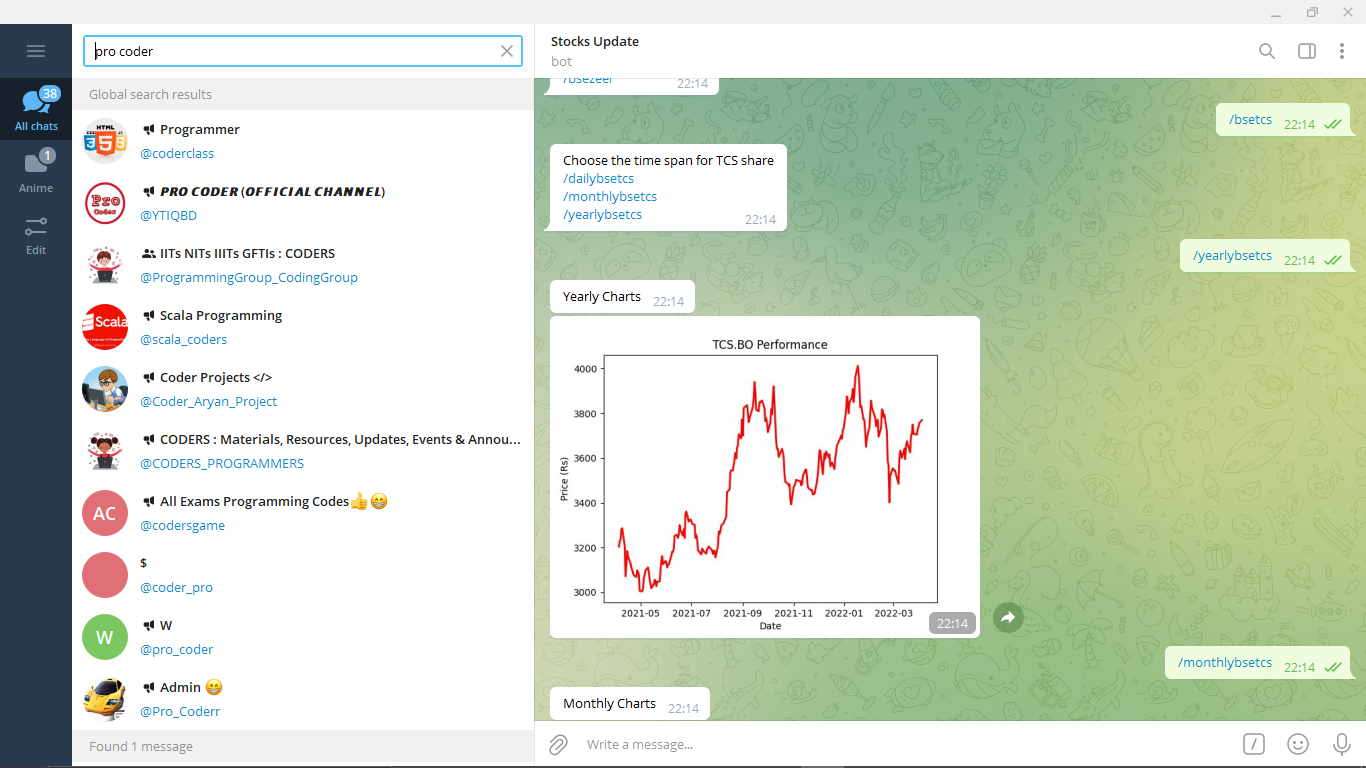 pro coder
Stocks Update
bot
38
All chats
1
Anime
Edit
Global search results
HTML
Programmer
@coderclass
Pro
Coder
PRO CODER (OFFICIAL CHANNEL)
@YTIQBD
IITs NITs IIITs GFTIs : CODERS
@ProgrammingGroup_CodingGroup
Scala
Scala Programming
@scala_coders
Coder Projects </>
@Coder_Aryan_Project
CODERS : Materials, Resources, Updates, Events & Annou...
@CODERS_PROGRAMMERS
AC
All Exams Programming Codes👍😁
@codersgame
$
@coder_pro
W
W
@pro_coder
Admin 😁
@Pro_Coderr
Found 1 message
/bsezeel 22:14
/bsetcs 22:14
Choose the time span for TCS share
/dailybsetcs
/monthlybsetcs
/yearlybsetcs 22:14
/yearlybsetcs 22:14
Yearly Charts 22:14
TCS.BO Performance
Price (Rs)
4000
3800
3600
3400
3200
3000
2021-05 2021-07 2021-09 2021-11 2022-01 2022-03
Date
22:14
/monthlybsetcs 22:14
Monthly Charts 22:14
Write a message...